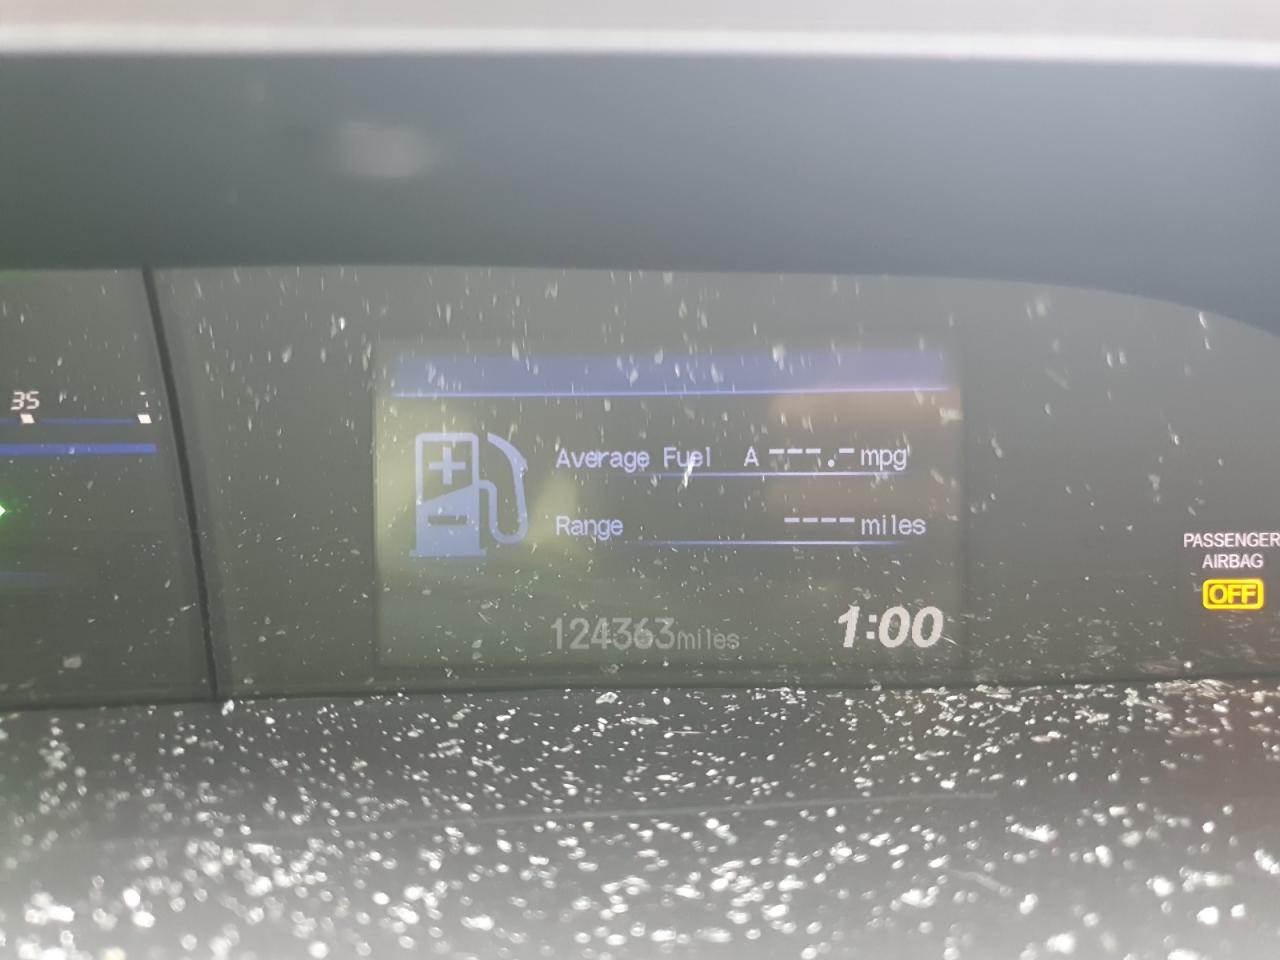 35
Average Fuel A ---.- mpg
Range ---- miles
124363 miles
1:00
PASSENGER
AIRBAG
OFF